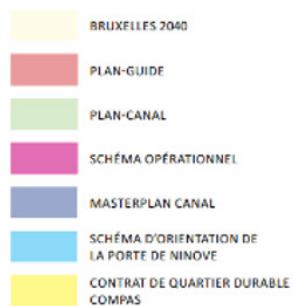 BRUXELLES 2040
PLAN-GUIDE
PLAN-CANAL
SCHÉMA OPÉRATIONNEL
MASTERPLAN CANAL
SCHÉMA D'ORIENTATION DE
LA PORTE DE NINOVE
CONTRAT DE QUARTIER DURABLE
COMPAS